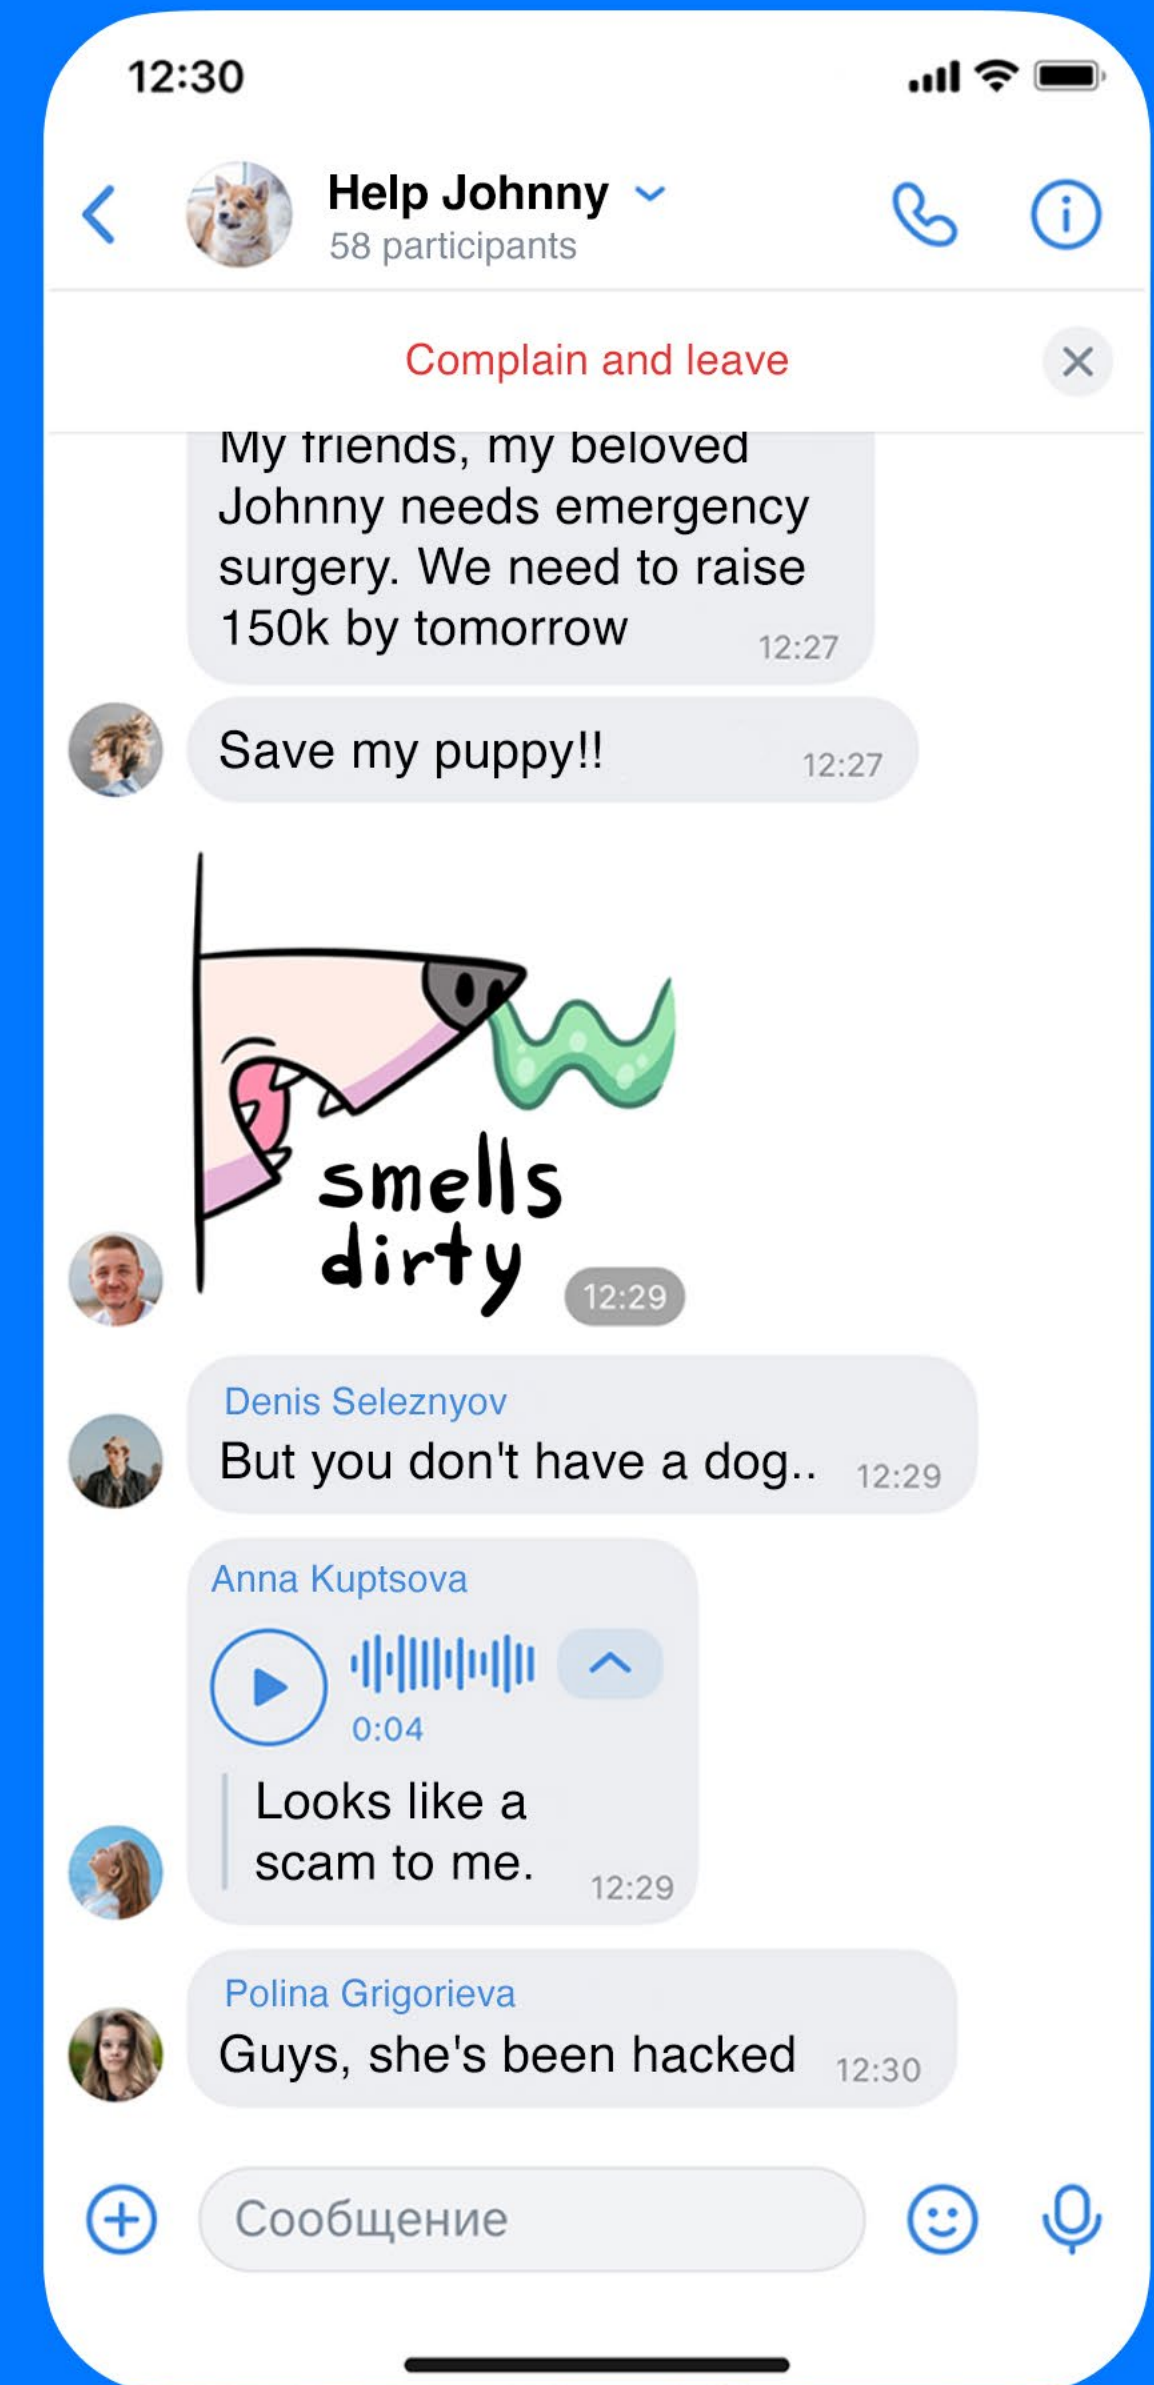 12:30
Help Johnny
58 participants
Complain and leave
My friends, my beloved
Johnny needs emergency
surgery. We need to raise
150k by tomorrow 12:27
Save my puppy!! 12:27
smells
dirty
12:29
Denis Seleznyov
But you don't have a dog.. 12:29
Anna Kuptsova
0:04
Looks like a
scam to me. 12:29
Polina Grigorieva
Guys, she's been hacked 12:30
Сообщение